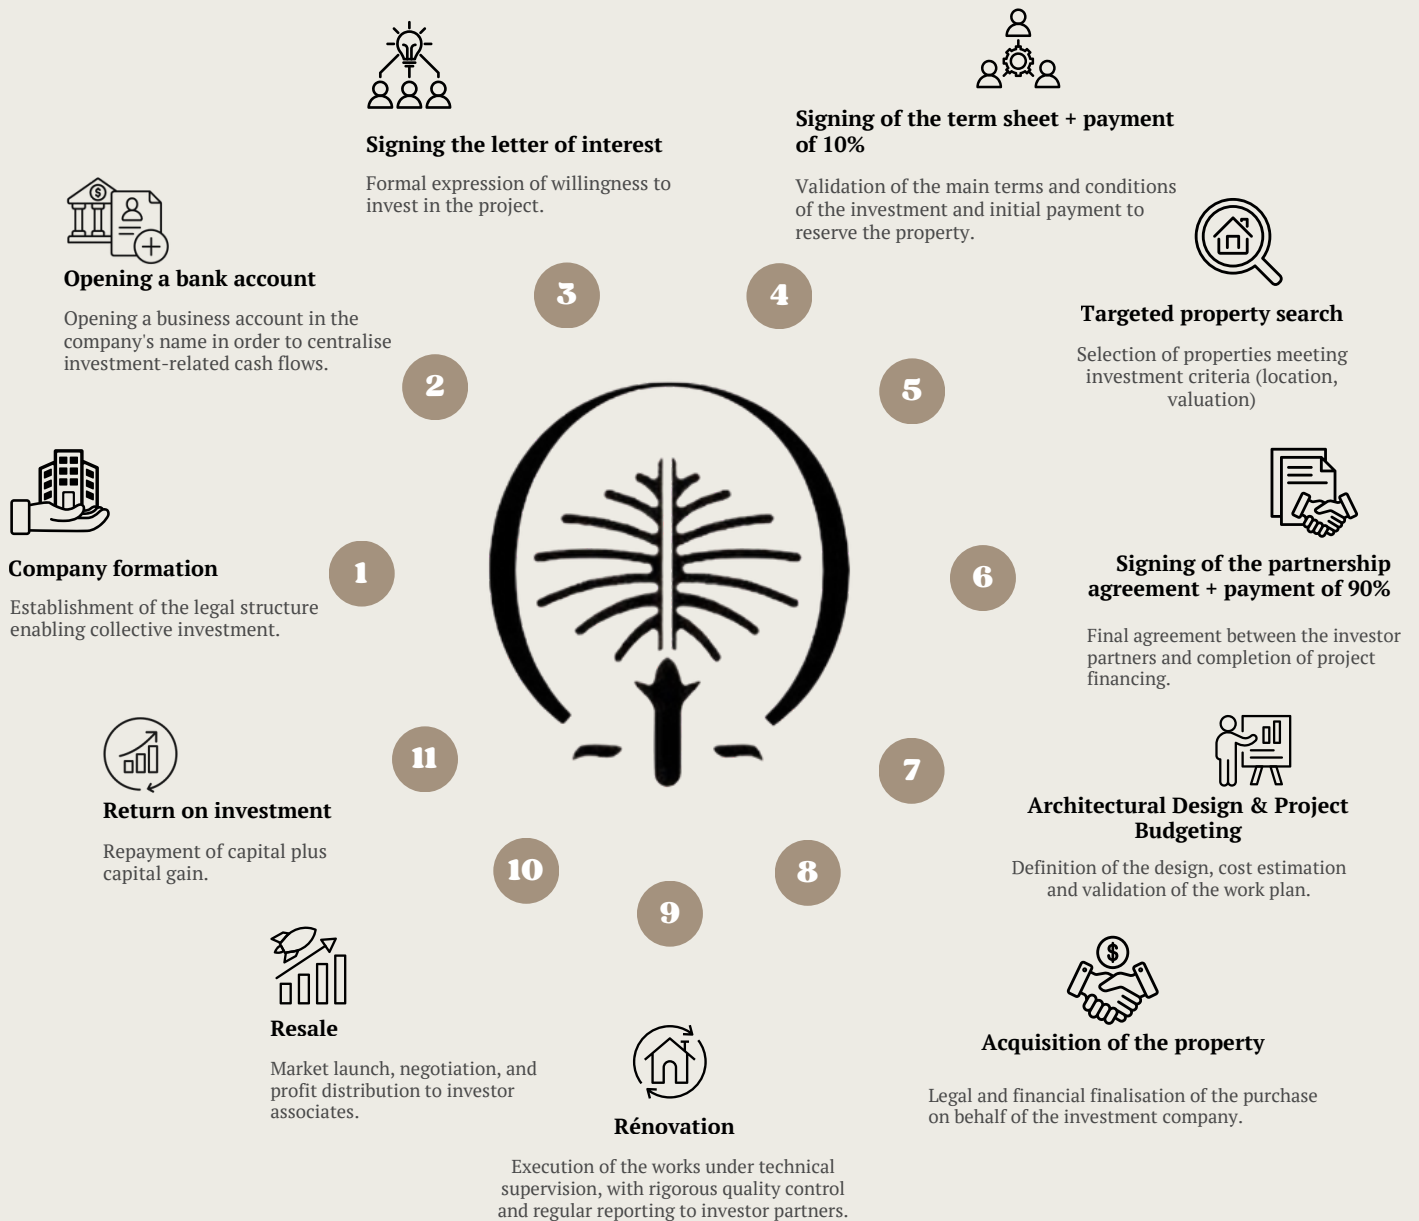 1
Company formation
Establishment of the legal structure
enabling collective investment.
2
Opening a bank account
Opening a business account in the
company's name in order to centralise
investment-related cash flows.
3
Signing the letter of interest
Formal expression of willingness to
invest in the project.
4
Signing of the term sheet + payment
of 10%
Validation of the main terms and conditions
of the investment and initial payment to
reserve the property.
5
Targeted property search
Selection of properties meeting
investment criteria (location,
valuation)
6
Signing of the partnership
agreement + payment of 90%
Final agreement between the investor
partners and completion of project
financing.
7
Architectural Design & Project
Budgeting
Definition of the design, cost estimation
and validation of the work plan.
8
$
Acquisition of the property
Legal and financial finalisation of the purchase
on behalf of the investment company.
9
Rénovation
Execution of the works under technical
supervision, with rigorous quality control
and regular reporting to investor partners.
10
Resale
Market launch, negotiation, and
profit distribution to investor
associates.
11
Return on investment
Repayment of capital plus
capital gain.